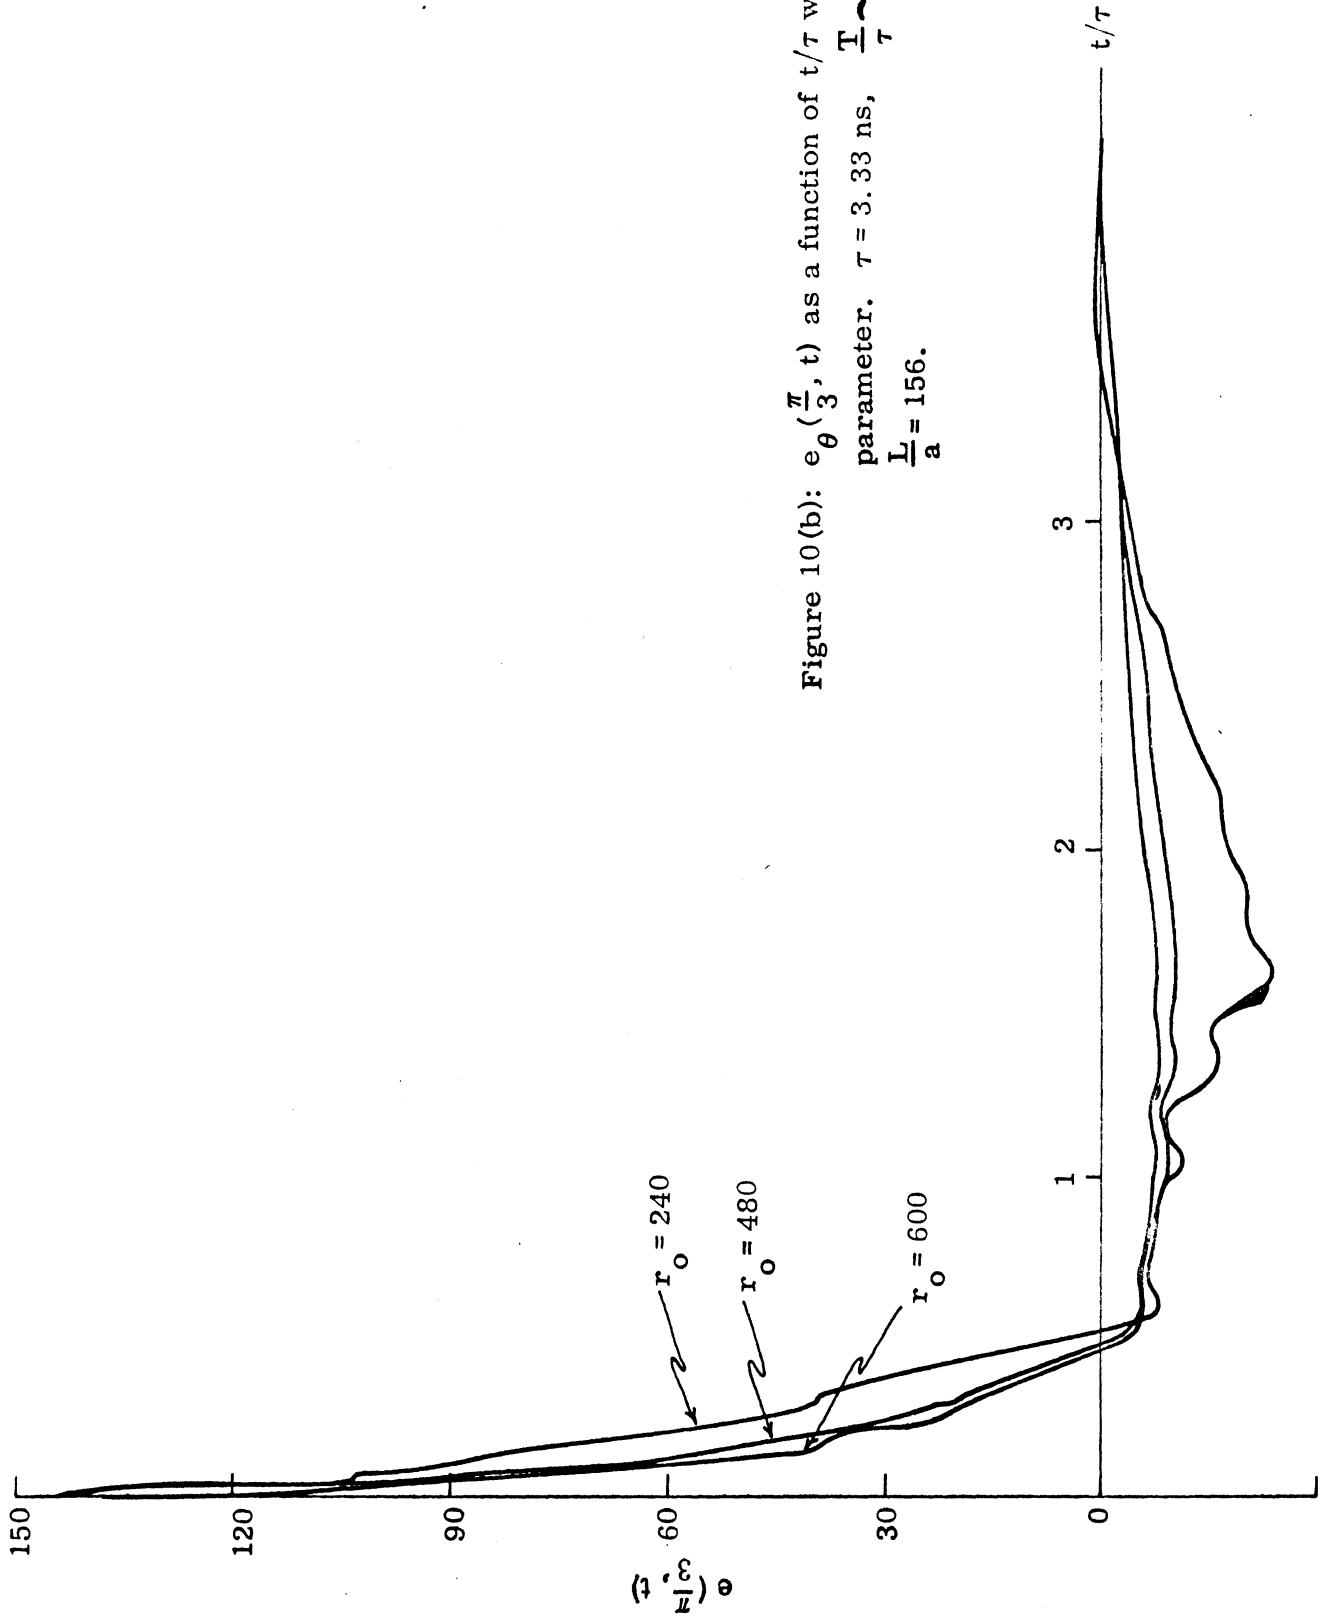 150
120
90
60
30
0
e(π/3, t)
1
2
3
t/τ
r_o = 240
r_o = 480
r_o = 600
Figure 10(b): e_θ(π/3, t) as a function of t/τ
parameter. τ = 3.33 ns, T/τ ~
L/a = 156.